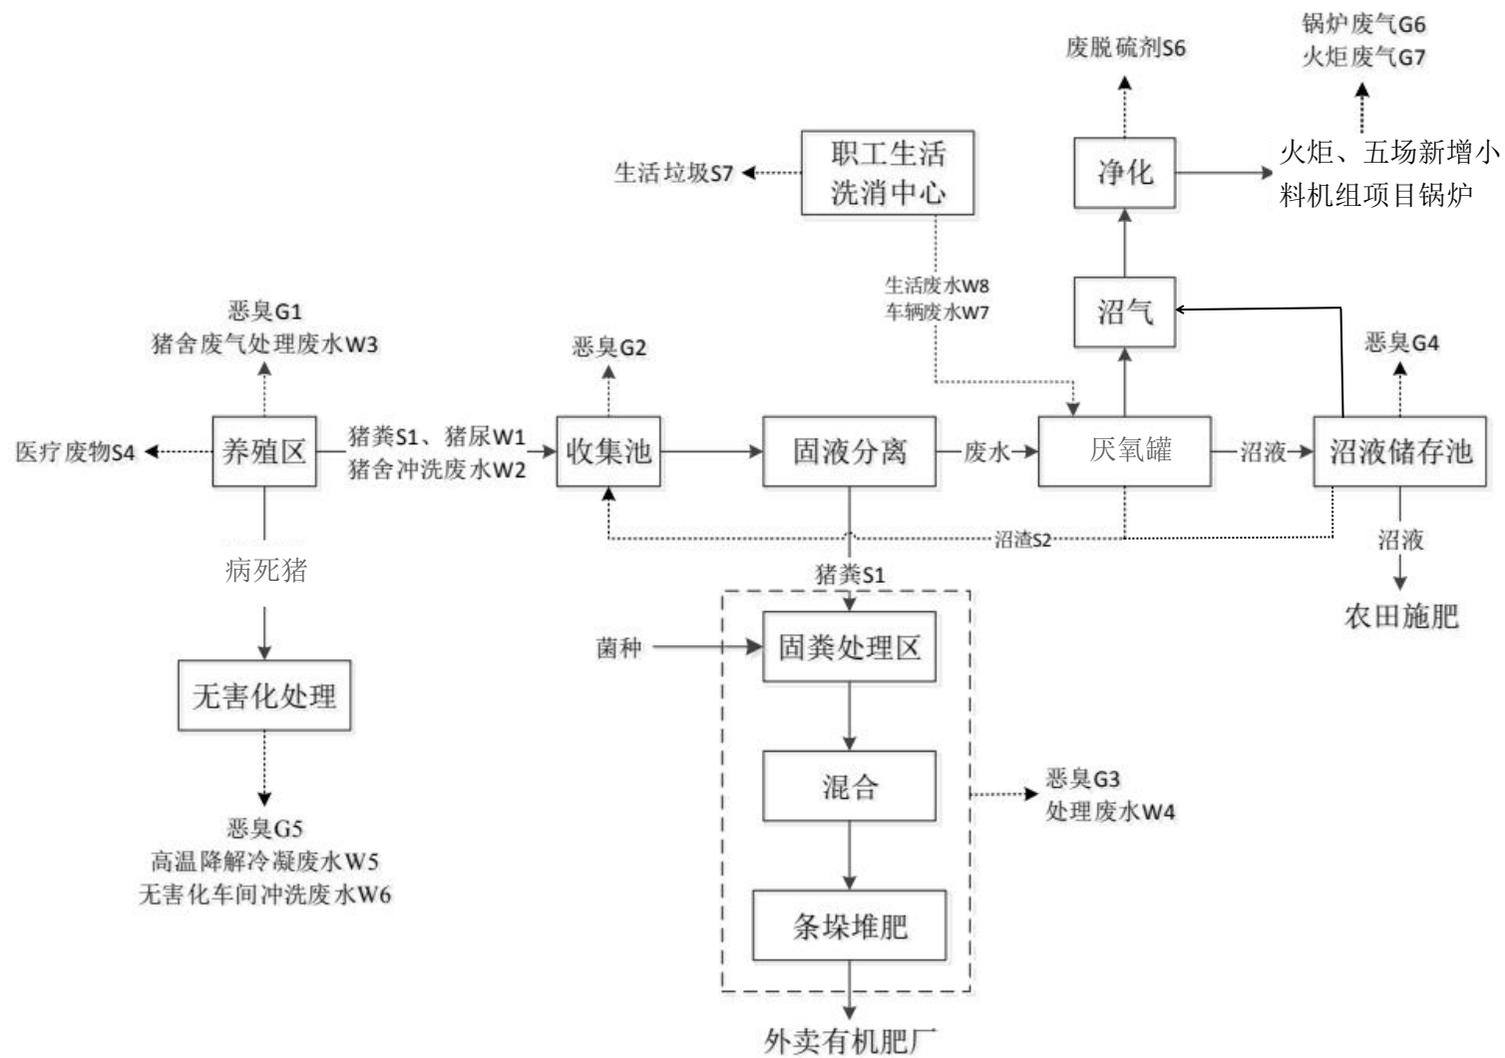 锅炉废气G6
火炬废气G7
废脱硫剂S6
职工生活
洗消中心
生活垃圾S7
净化
火炬、五场新增小
料机组项目锅炉
生活废水W8
车辆废水W7
沼气
恶臭G1
猪舍废气处理废水W3
恶臭G2
恶臭G4
医疗废物S4
养殖区
猪粪S1、猪尿W1
猪舍冲洗废水W2
收集池
固液分离
废水
厌氧罐
沼液
沼液储存池
沼渣S2
沼液
病死猪
猪粪S1
农田施肥
菌种
固粪处理区
无害化处理
混合
恶臭G3
处理废水W4
恶臭G5
高温降解冷凝废水W5
无害化车间冲洗废水W6
条垛堆肥
外卖有机肥厂